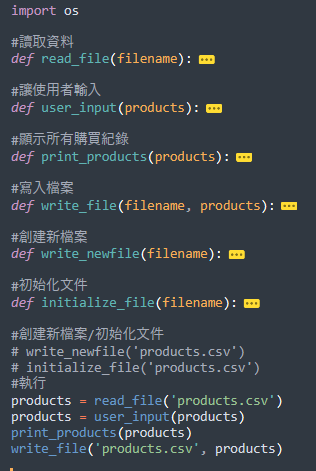 import os
#讀取資料
def read_file(filename): ...
#讓使用者輸入
def user_input(products): ...
#顯示所有購買紀錄
def print_products(products): ...
#寫入檔案
def write_file(filename, products): ...
#創建新檔案
def write_newfile(filename): ...
#初始化文件
def initialize_file(filename): ...
#創建新檔案/初始化文件
# write_newfile('products.csv')
# initialize_file('products.csv')
#執行
products = read_file('products.csv')
products = user_input(products)
print_products(products)
write_file('products.csv', products)